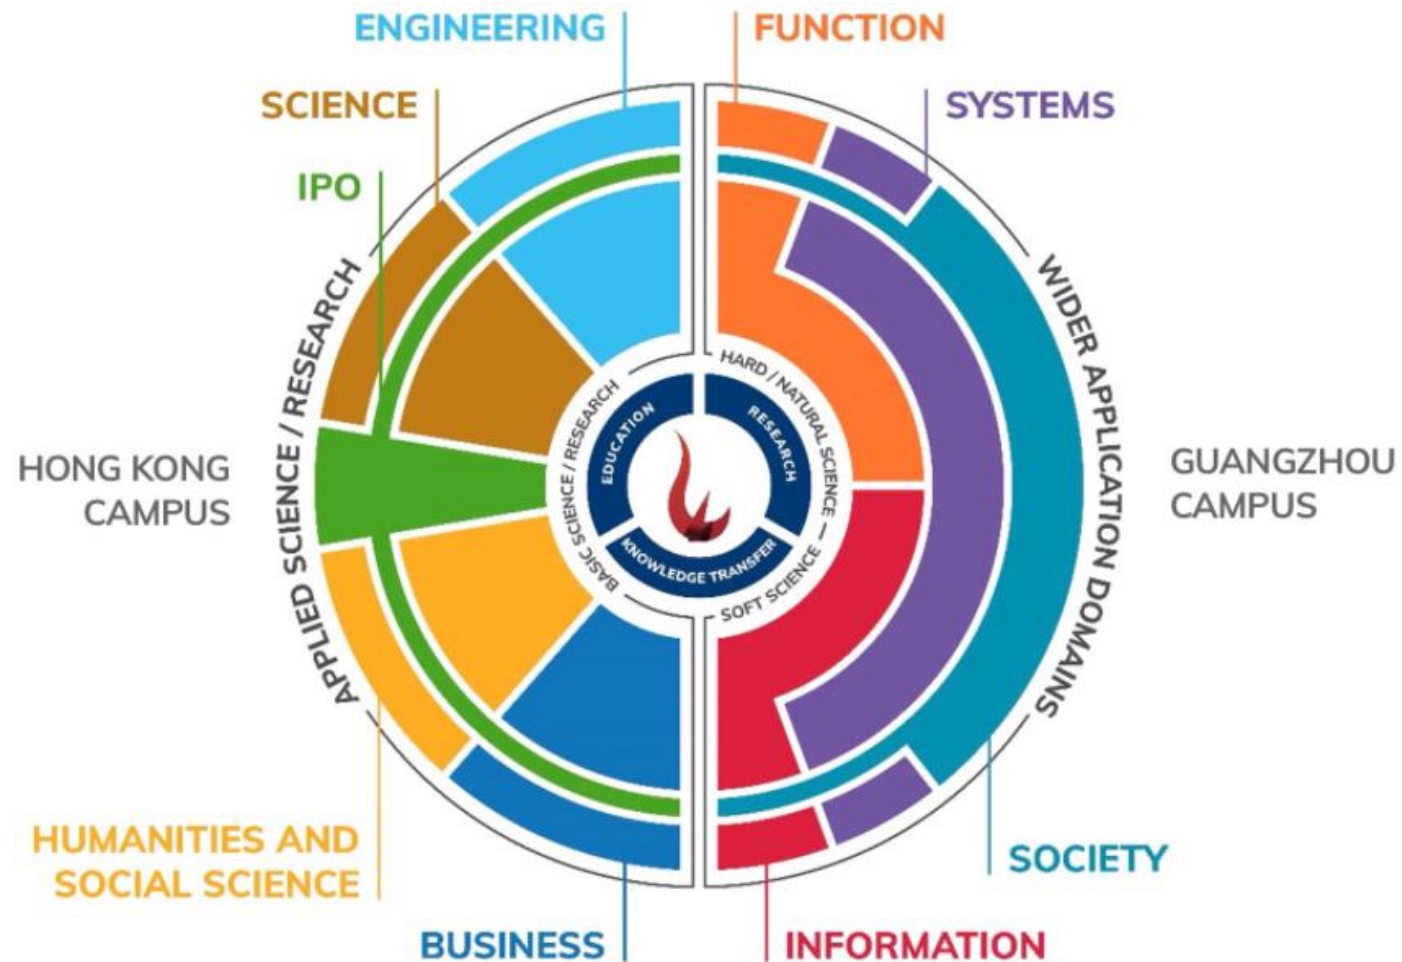 ENGINEERING
FUNCTION
SCIENCE
SYSTEMS
IPO
APPLIED SCIENCE / RESEARCH
WIDER APPLICATION DOMAINS
HONG KONG
CAMPUS
GUANGZHOU
CAMPUS
BASIC SCIENCE / RESEARCH
HARD / NATURAL SCIENCE
SOFT SCIENCE
EDUCATION
RESEARCH
KNOWLEDGE TRANSFER
HUMANITIES AND
SOCIAL SCIENCE
SOCIETY
BUSINESS
INFORMATION